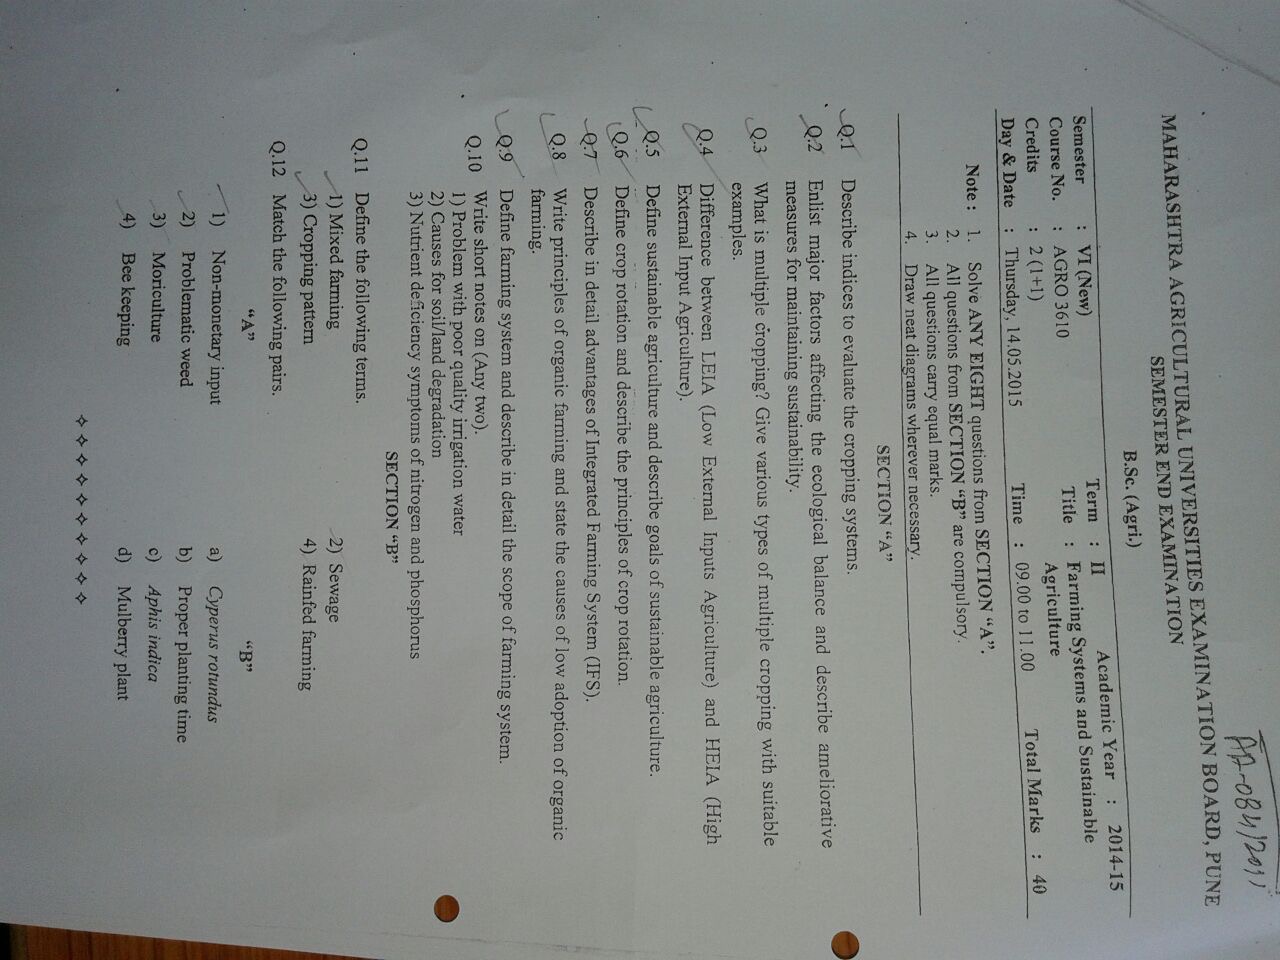 AD-084/2011
MAHARASHTRA AGRICULTURAL UNIVERSITIES EXAMINATION BOARD, PUNE
SEMESTER END EXAMINATION
B.Sc. (Agri.)
Semester : VI (New) Term : II Academic Year : 2014-15
Course No. : AGRO 3610 Title : Farming Systems and Sustainable
Agriculture
Credits : 2 (1+1)
Day & Date : Thursday, 14.05.2015 Time : 09.00 to 11.00 Total Marks : 40
Note : 1. Solve ANY EIGHT questions from SECTION “A”.
2. All questions from SECTION “B” are compulsory.
3. All questions carry equal marks.
4. Draw neat diagrams wherever necessary.
SECTION “A”
Q.1 Describe indices to evaluate the cropping systems.
Q.2 Enlist major factors affecting the ecological balance and describe ameliorative
measures for maintaining sustainability.
Q.3 What is multiple cropping? Give various types of multiple cropping with suitable
examples.
Q.4 Difference between LEIA (Low External Inputs Agriculture) and HEIA (High
External Input Agriculture).
Q.5 Define sustainable agriculture and describe goals of sustainable agriculture.
Q.6 Define crop rotation and describe the principles of crop rotation.
Q.7 Describe in detail advantages of Integrated Farming System (IFS).
Q.8 Write principles of organic farming and state the causes of low adoption of organic
farming.
Q.9 Define farming system and describe in detail the scope of farming system.
Q.10 Write short notes on (Any two).
1) Problem with poor quality irrigation water
2) Causes for soil/land degradation
3) Nutrient deficiency symptoms of nitrogen and phosphorus
SECTION “B”
Q.11 Define the following terms.
1) Mixed farming 2) Sewage
3) Cropping pattern 4) Rainfed farming
Q.12 Match the following pairs.
“A” “B”
1) Non-monetary input a) Cyperus rotundus
2) Problematic weed b) Proper planting time
3) Moriculture c) Aphis indica
4) Bee keeping d) Mulberry plant